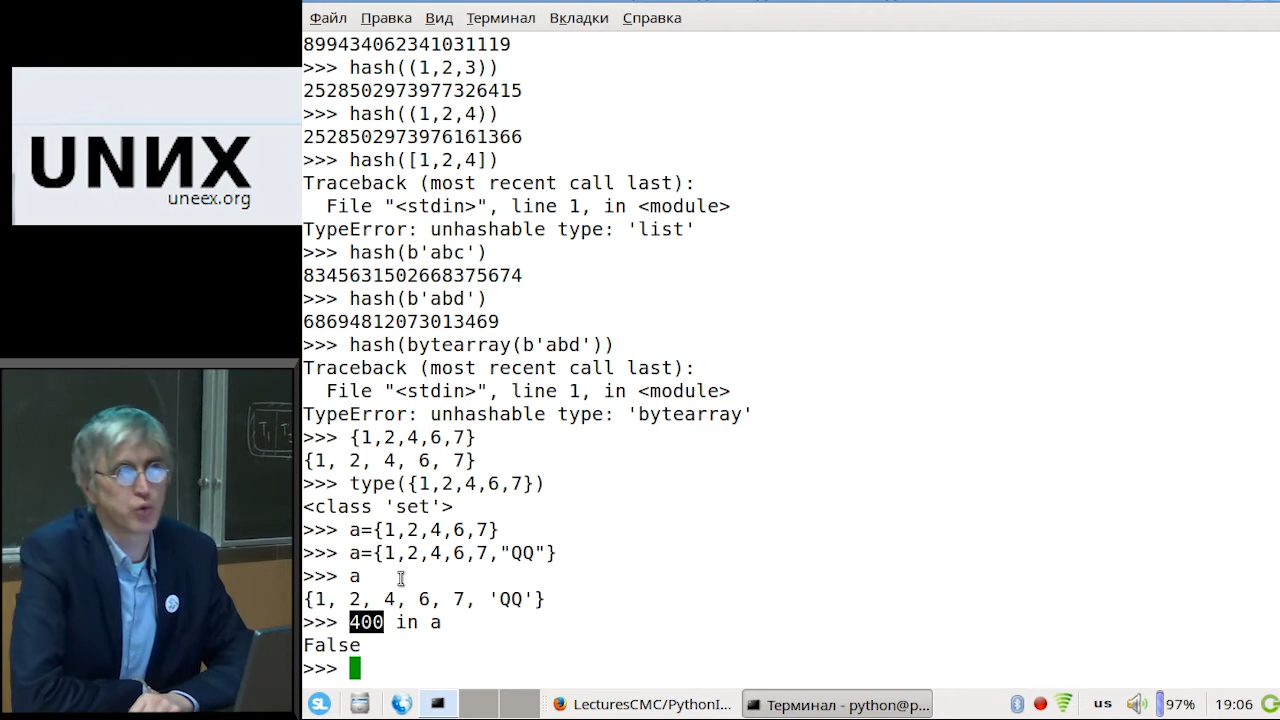 Файл Правка Вид Терминал Вкладки Справка
899434062341031119
>>> hash((1,2,3))
2528502973977326415
>>> hash((1,2,4))
2528502973976161366
>>> hash([1,2,4])
Traceback (most recent call last):
  File "<stdin>", line 1, in <module>
TypeError: unhashable type: 'list'
>>> hash(b'abc')
8345631502668375674
>>> hash(b'abd')
68694812073013469
>>> hash(bytearray(b'abd'))
Traceback (most recent call last):
  File "<stdin>", line 1, in <module>
TypeError: unhashable type: 'bytearray'
>>> {1,2,4,6,7}
{1, 2, 4, 6, 7}
>>> type({1,2,4,6,7})
<class 'set'>
>>> a={1,2,4,6,7}
>>> a={1,2,4,6,7,"QQ"}
>>> a
{1, 2, 4, 6, 7, 'QQ'}
>>> 400 in a
False
>>>
UNИX
uneex.org
T₁ T
LecturesCMC/PythonI... Терминал - python@p... us 97% 19:06